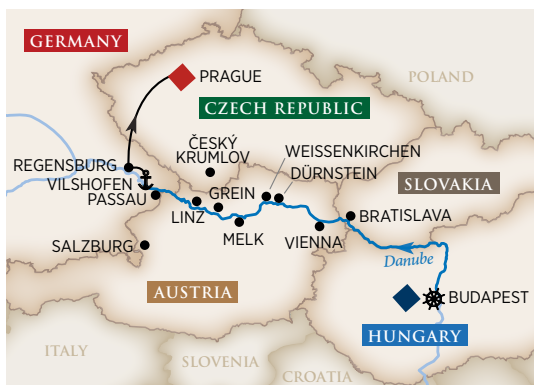 GERMANY
PRAGUE
POLAND
CZECH REPUBLIC
ČESKÝ
KRUMLOV
WEISSENKIRCHEN
DÜRNSTEIN
REGENSBURG
VILSHOFEN
PASSAU
GREIN
LINZ
SLOVAKIA
BRATISLAVA
MELK
VIENNA
SALZBURG
Danube
AUSTRIA
BUDAPEST
HUNGARY
ITALY
SLOVENIA
CROATIA